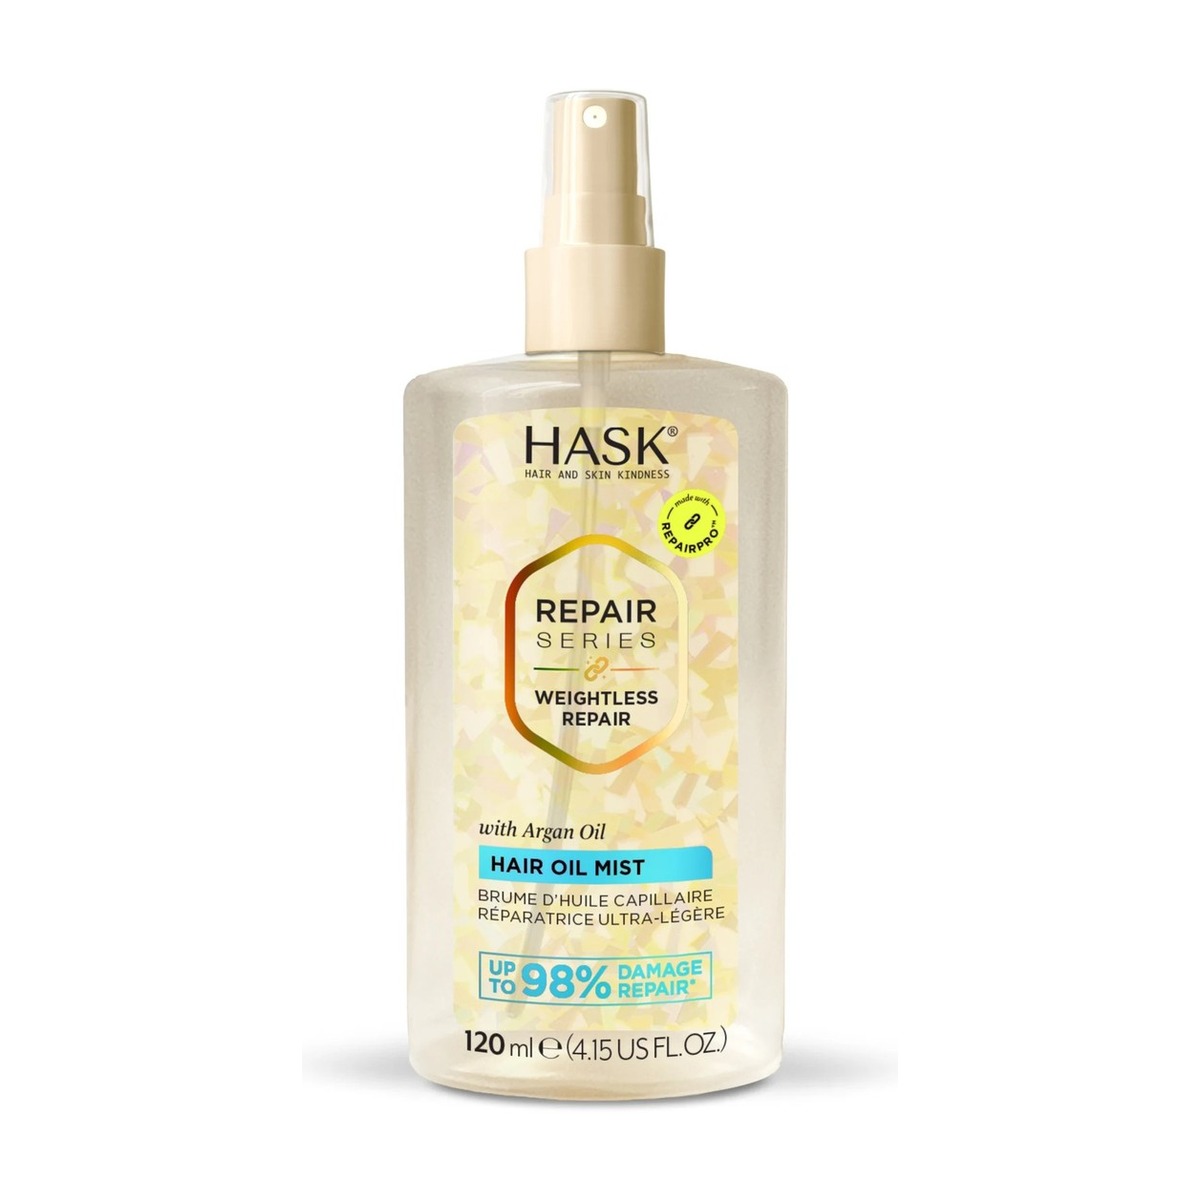 HASK®
HAIR AND SKIN KINDNESS
made with
REPAIRPRO™
REPAIR
SERIES
WEIGHTLESS
REPAIR
with Argan Oil
HAIR OIL MIST
BRUME D'HUILE CAPILLAIRE
RÉPARATRICE ULTRA-LÉGÈRE
UP TO 98% DAMAGE REPAIR*
120 ml ℮ (4.15 US FL. OZ.)